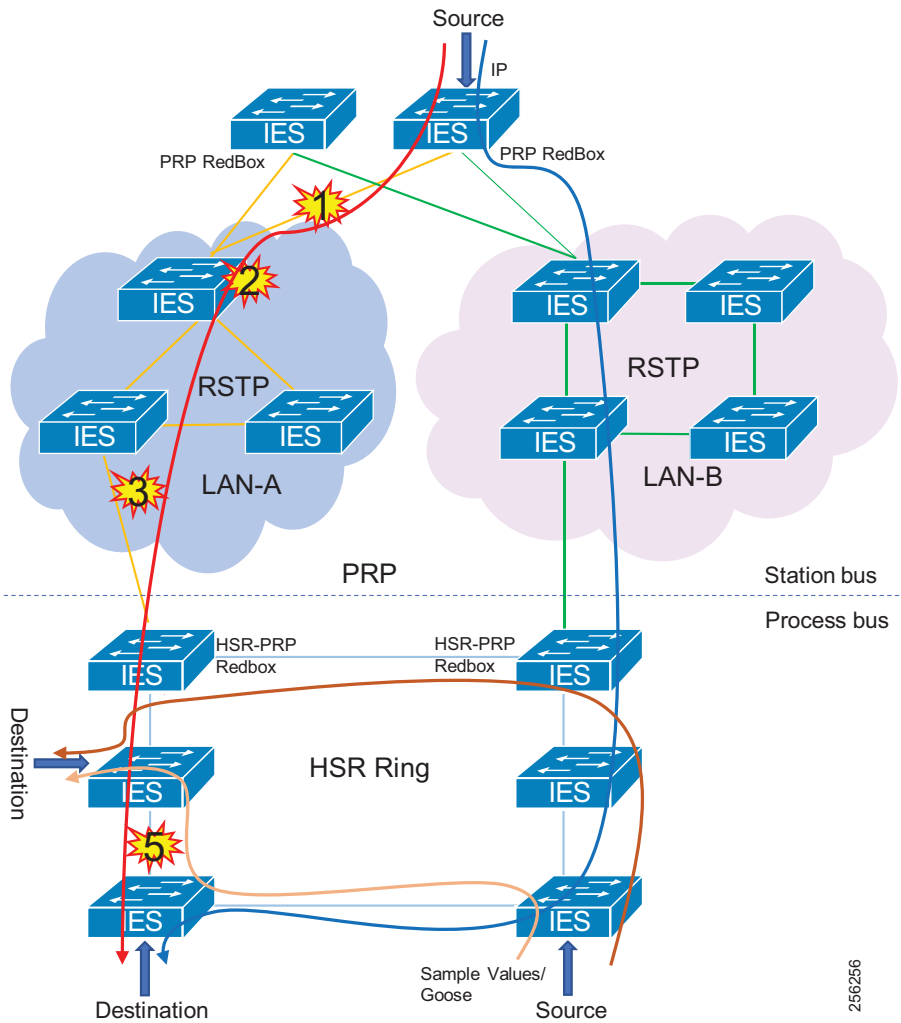 Source
IP
IES
IES
PRP RedBox
PRP RedBox
1
2
IES
IES
IES
RSTP
RSTP
IES
IES
IES
IES
3
LAN-A
LAN-B
PRP
Station bus
Process bus
HSR-PRP
Redbox
HSR-PRP
Redbox
IES
IES
Destination
HSR Ring
IES
IES
5
IES
IES
Sample Values/
Goose
Destination
Source
256256